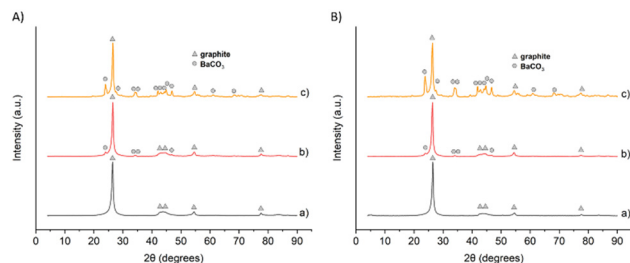 A)
Intensity (a.u.)
graphite
BaCO₃
c)
b)
a)
0 10 20 30 40 50 60 70 80 90
2θ (degrees)
B)
Intensity (a.u.)
graphite
BaCO₃
c)
b)
a)
0 10 20 30 40 50 60 70 80 90
2θ (degrees)